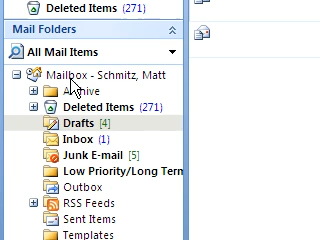 Deleted Items (271)
Mail Folders
All Mail Items
Mailbox - Schmitz, Matt
Archive
Deleted Items (271)
Drafts [4]
Inbox (1)
Junk E-mail [5]
Low Priority/Long Term
Outbox
RSS Feeds
Sent Items
Templates